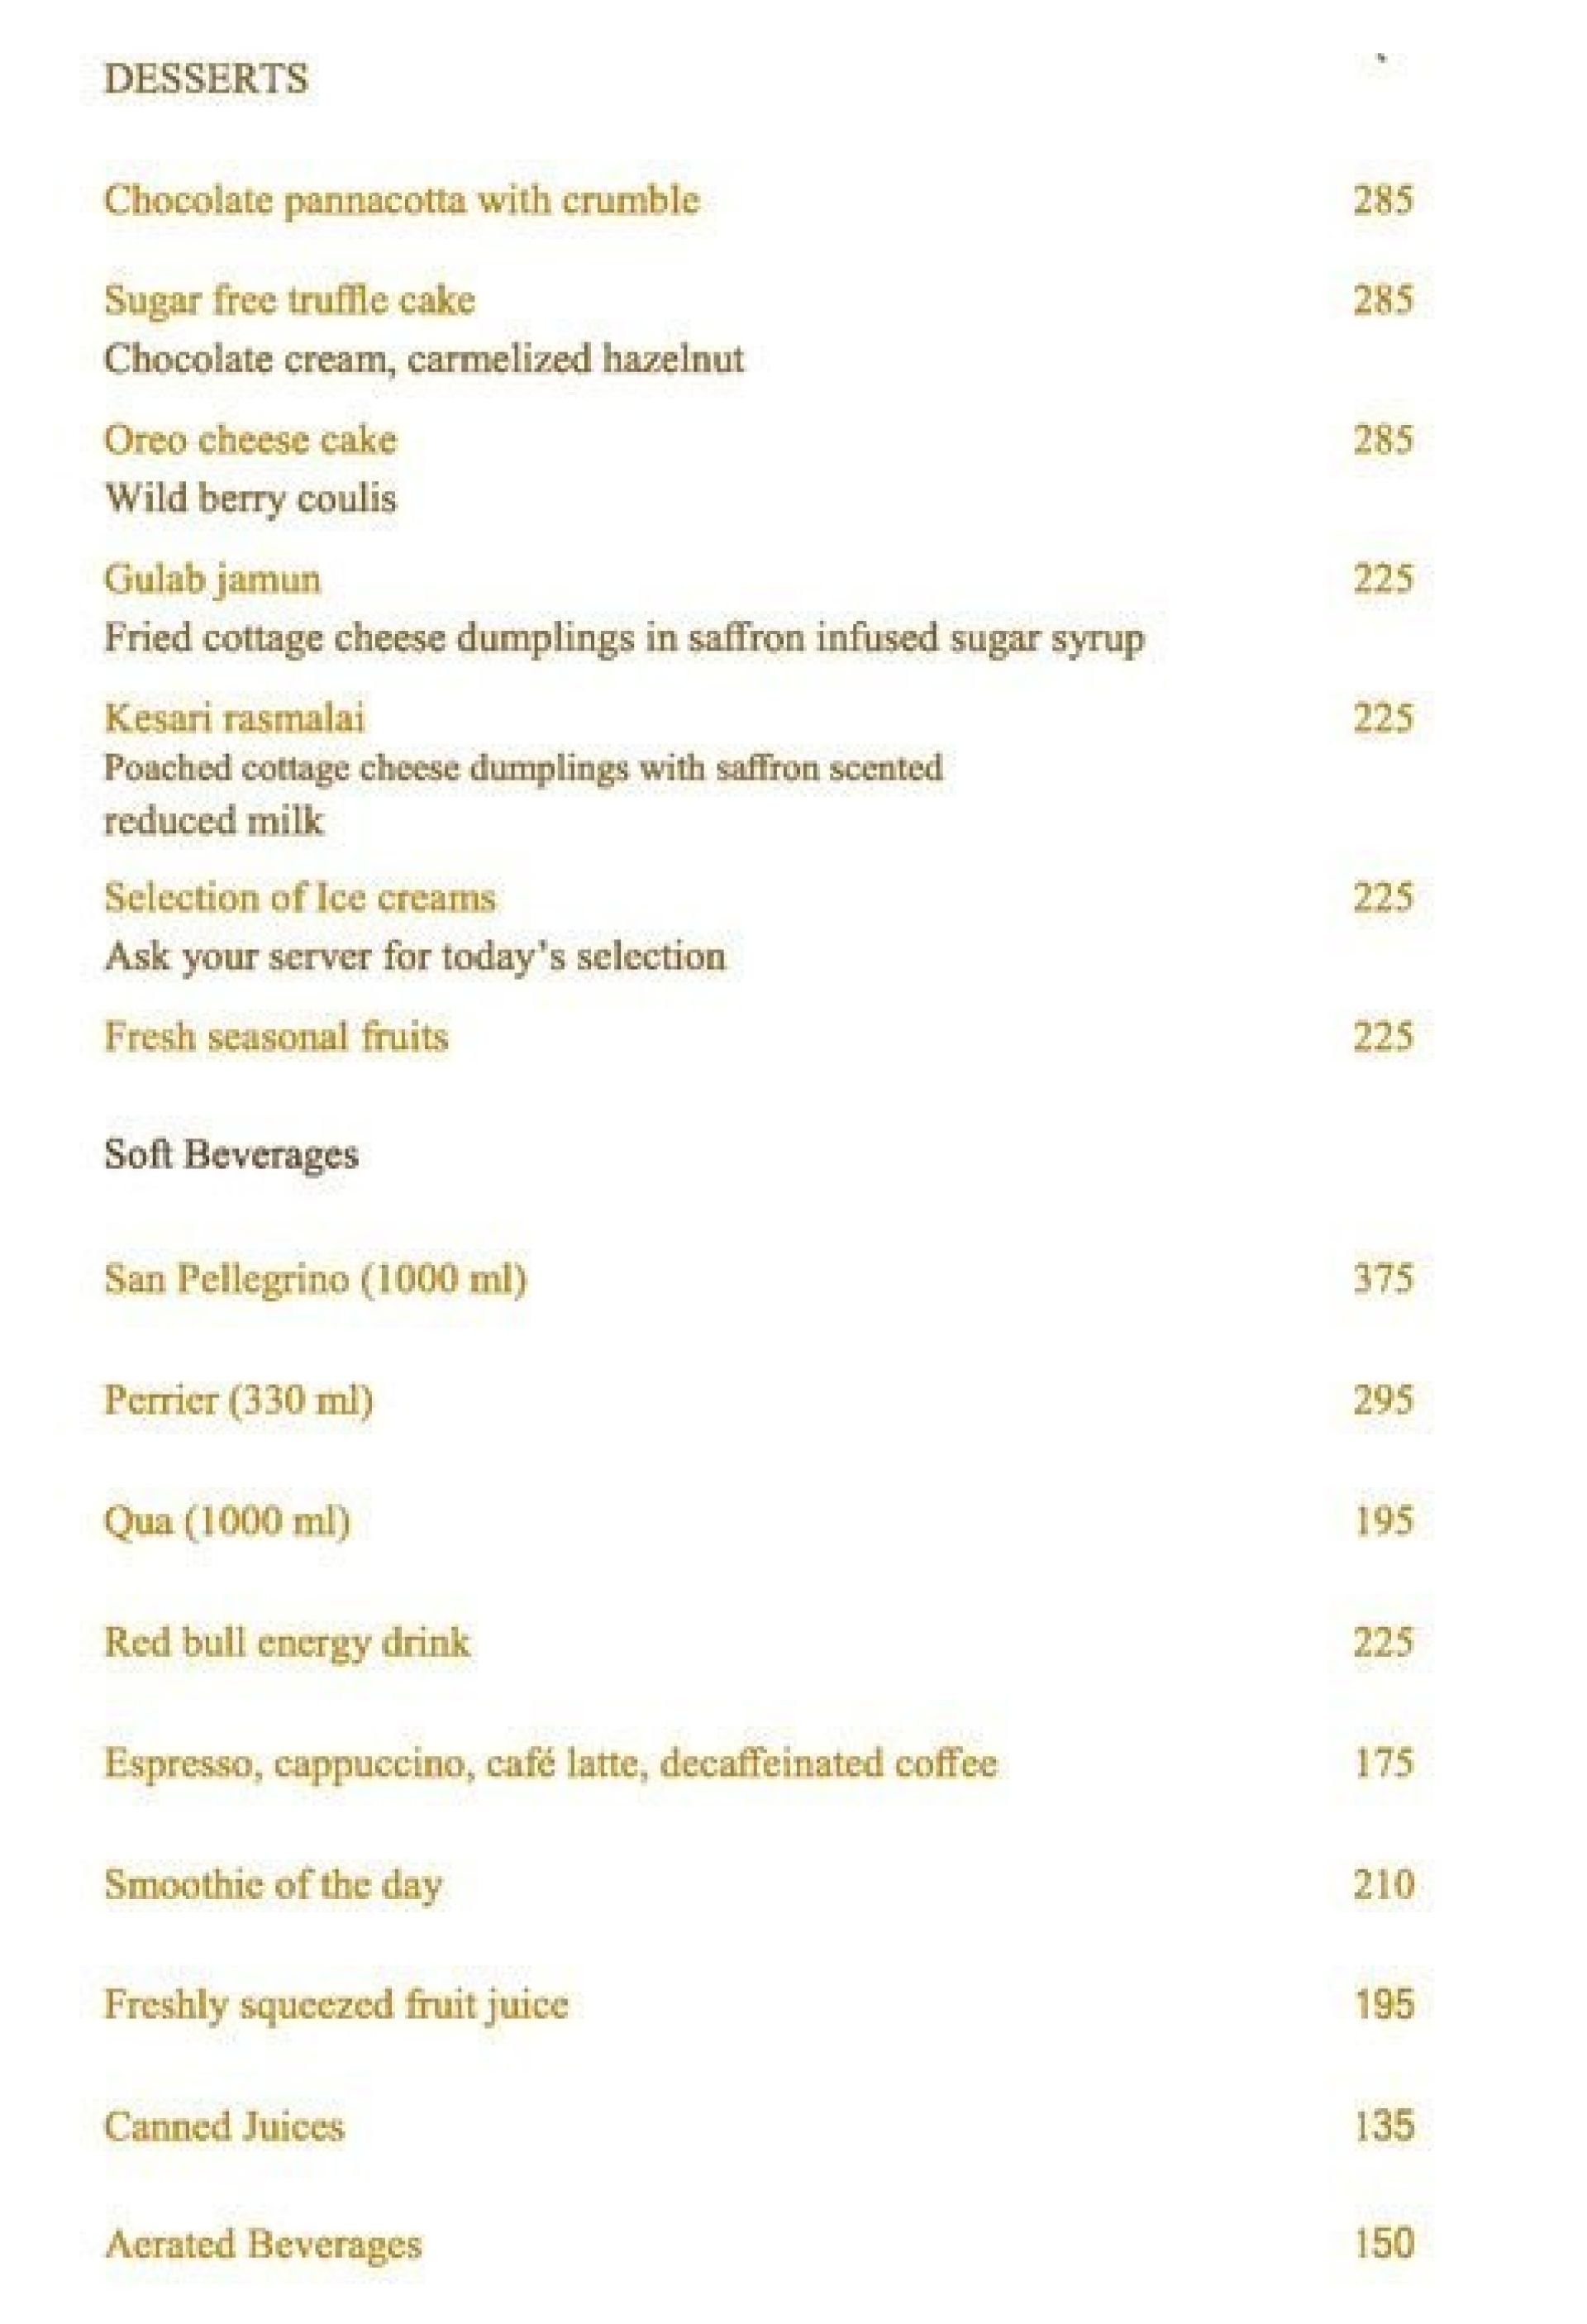 DESSERTS
Chocolate pannacotta with crumble 285
Sugar free truffle cake 285
Chocolate cream, carmelized hazelnut
Oreo cheese cake 285
Wild berry coulis
Gulab jamun 225
Fried cottage cheese dumplings in saffron infused sugar syrup
Kesari rasmalai 225
Poached cottage cheese dumplings with saffron scented
reduced milk
Selection of Ice creams 225
Ask your server for today's selection
Fresh seasonal fruits 225
Soft Beverages
San Pellegrino (1000 ml) 375
Perrier (330 ml) 295
Qua (1000 ml) 195
Red bull energy drink 225
Espresso, cappuccino, café latte, decaffeinated coffee 175
Smoothie of the day 210
Freshly squeezed fruit juice 195
Canned Juices 135
Aerated Beverages 150